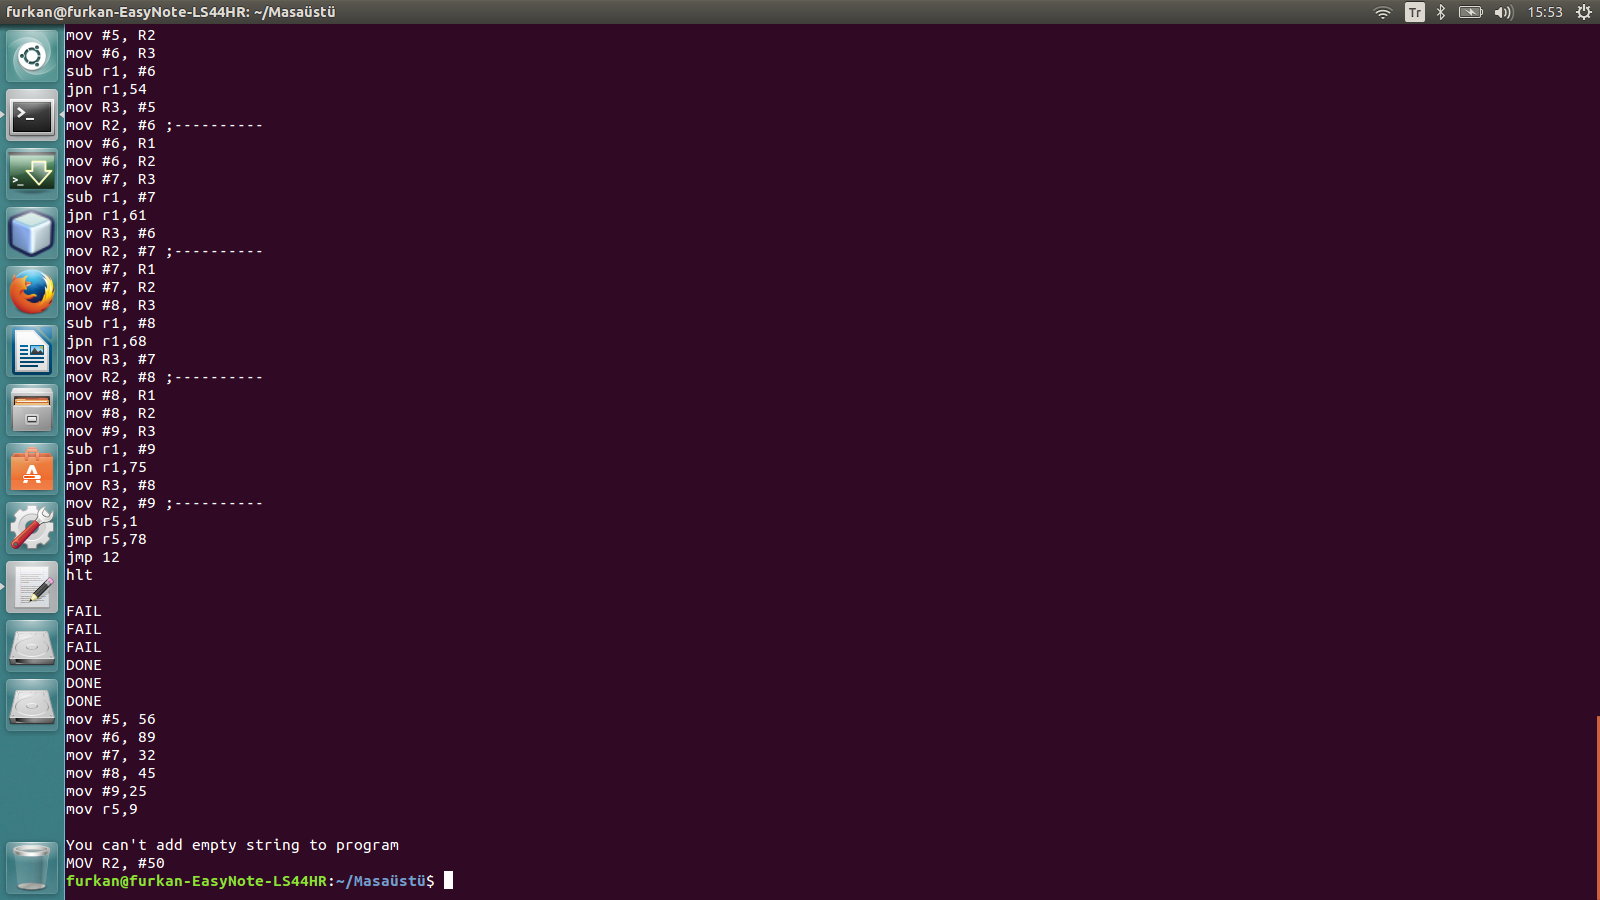 furkan@furkan-EasyNote-LS44HR: ~/Masaüstü
Tr
15:53
mov #5, R2
mov #6, R3
sub r1, #6
jpn r1,54
mov R3, #5
mov R2, #6 ;----------
mov #6, R1
mov #6, R2
mov #7, R3
sub r1, #7
jpn r1,61
mov R3, #6
mov R2, #7 ;----------
mov #7, R1
mov #7, R2
mov #8, R3
sub r1, #8
jpn r1,68
mov R3, #7
mov R2, #8 ;----------
mov #8, R1
mov #8, R2
mov #9, R3
sub r1, #9
jpn r1,75
mov R3, #8
mov R2, #9 ;----------
sub r5,1
jmp r5,78
jmp 12
hlt
FAIL
FAIL
FAIL
DONE
DONE
DONE
mov #5, 56
mov #6, 89
mov #7, 32
mov #8, 45
mov #9,25
mov r5,9
You can't add empty string to program
MOV R2, #50
furkan@furkan-EasyNote-LS44HR:~/Masaüstü$